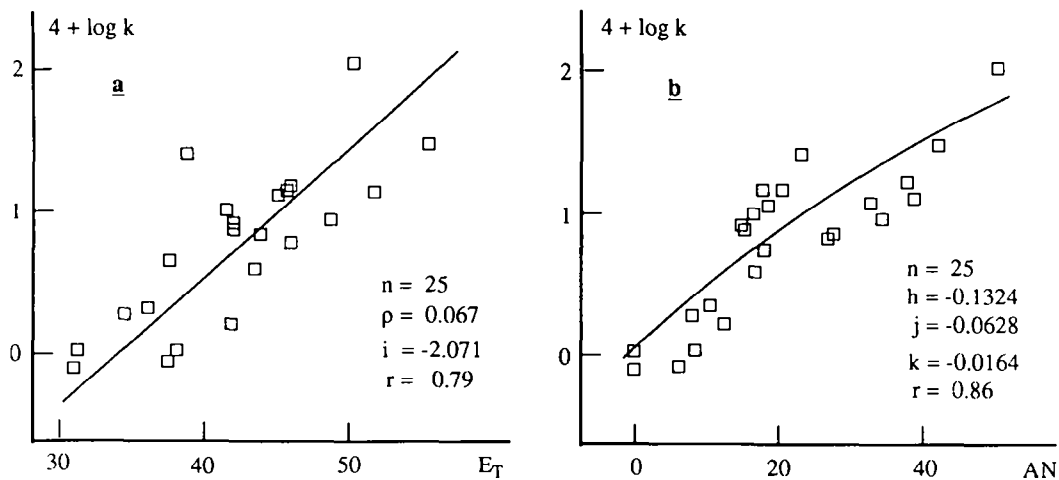 4 + log k
a
2
1
0
n = 25
ρ = 0.067
i = -2.071
r = 0.79
30 40 50 E_T
4 + log k
b
2
1
0
n = 25
h = -0.1324
j = -0.0628
k = -0.0164
r = 0.86
0 20 40 AN